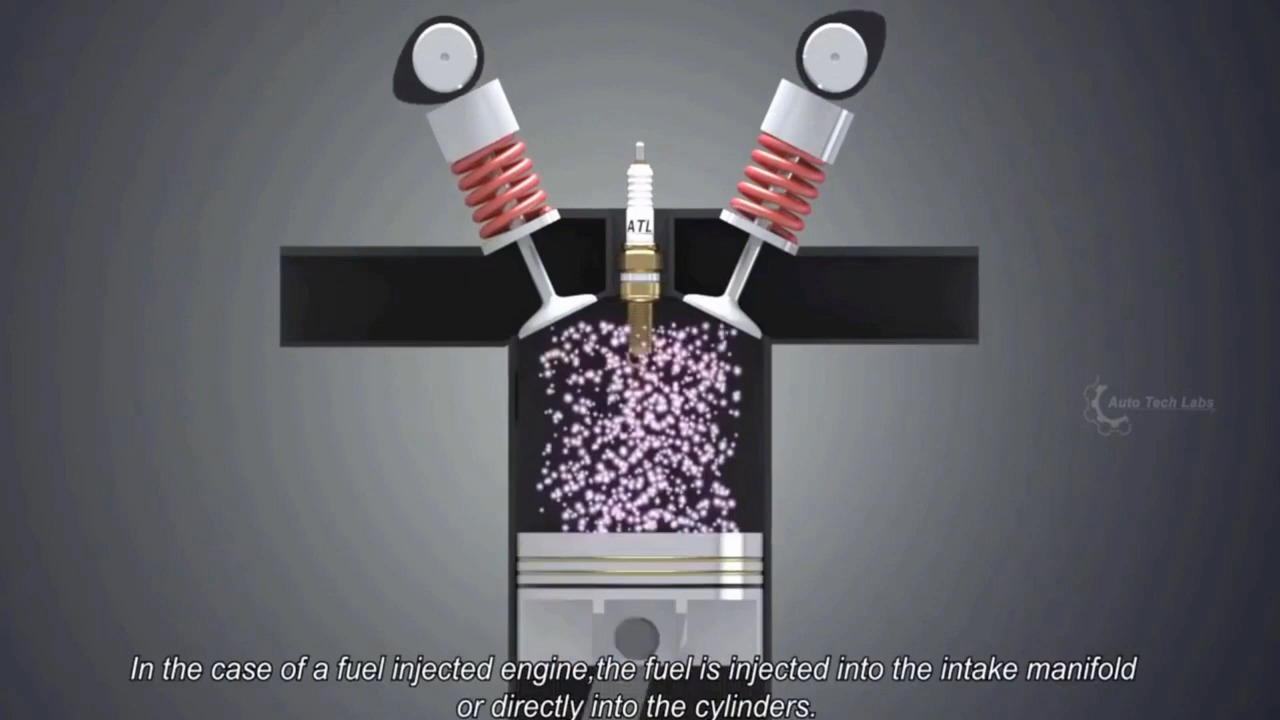 ATL
Auto Tech Labs
In the case of a fuel injected engine,the fuel is injected into the intake manifold
or directly into the cylinders.